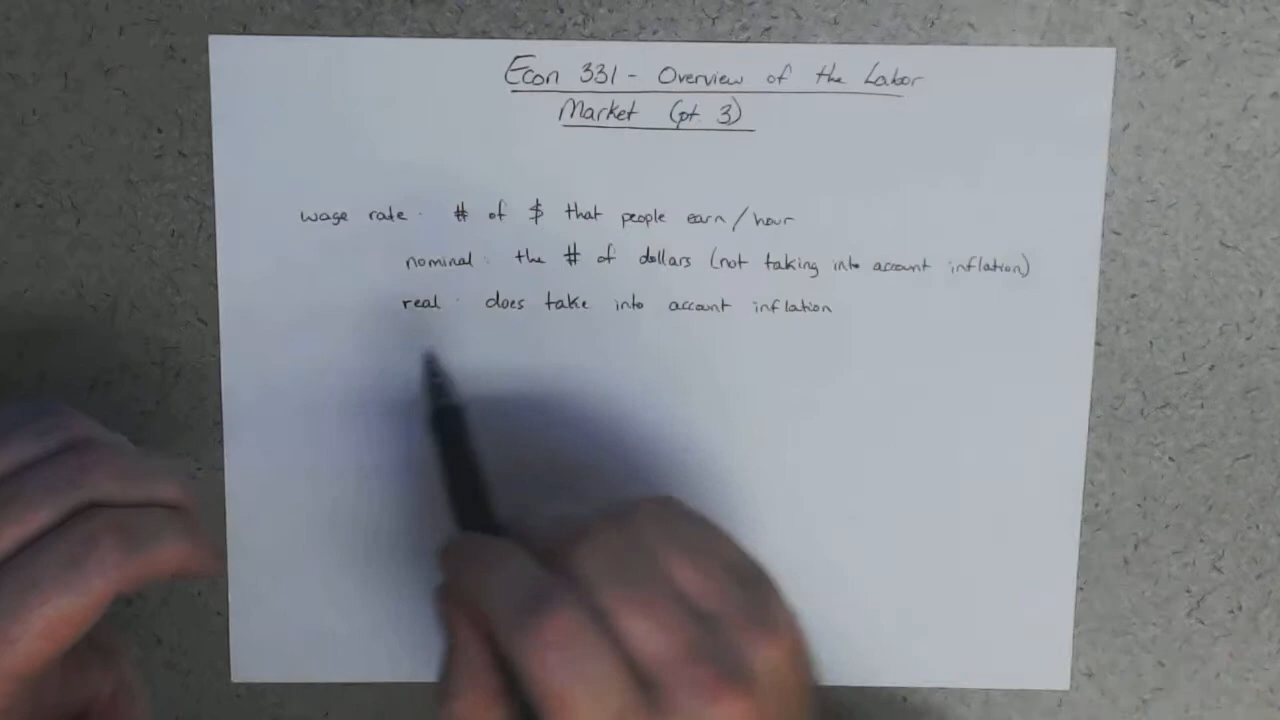 Econ 331 - Overview of the Labor
Market (pt. 3)
wage rate: # of $ that people earn/hour
nominal: the # of dollars (not taking into account inflation)
real: does take into account inflation